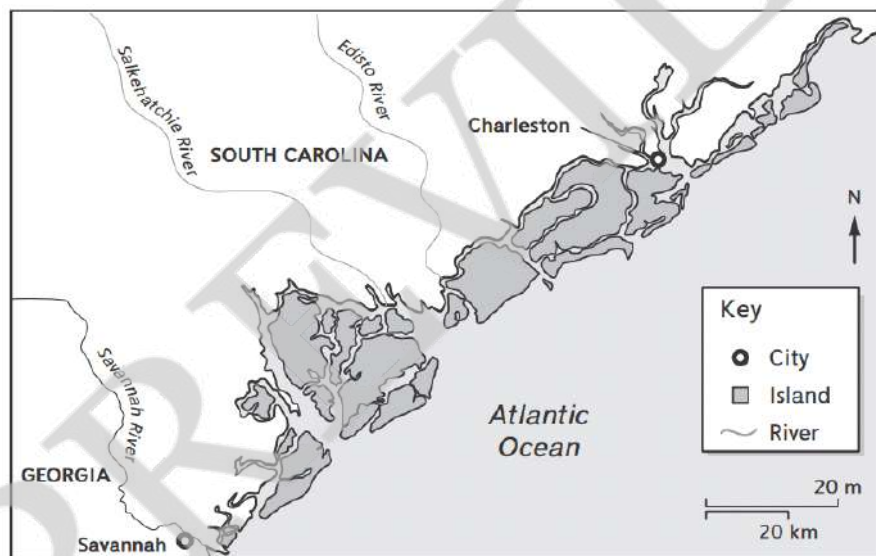 Salkehatchie River
Edisto River
Charleston
SOUTH CAROLINA
N
Key
City
Island
River
Savannah River
Atlantic
Ocean
GEORGIA
20 m
20 km
Savannah
PREVIE